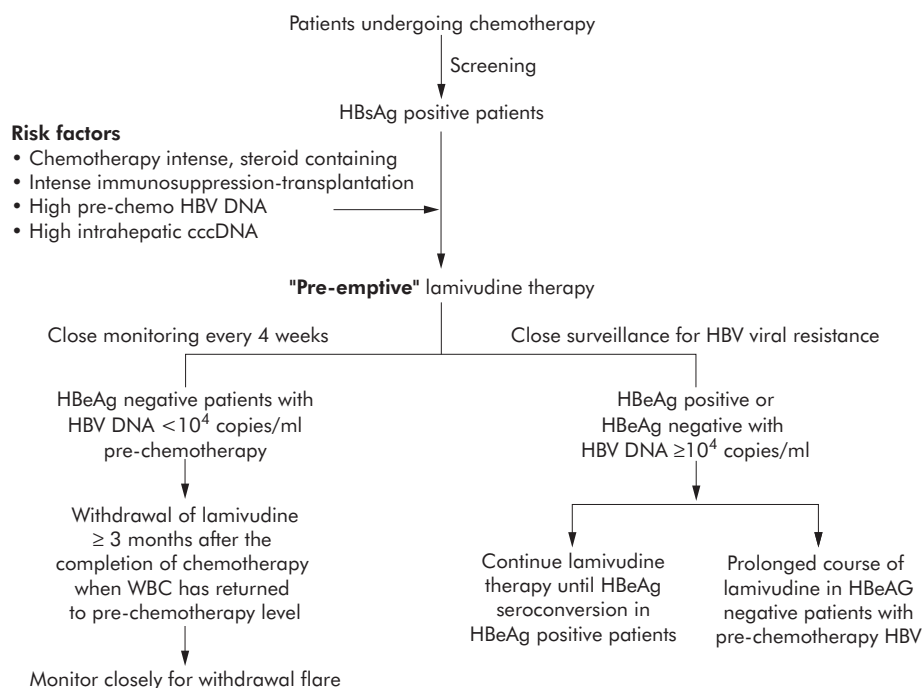 Patients undergoing chemotherapy
Screening
HBsAg positive patients
Risk factors
• Chemotherapy intense, steroid containing
• Intense immunosuppression-transplantation
• High pre-chemo HBV DNA
• High intrahepatic cccDNA
"Pre-emptive" lamivudine therapy
Close monitoring every 4 weeks
Close surveillance for HBV viral resistance
HBeAg negative patients with
HBV DNA <10⁴ copies/ml
pre-chemotherapy
HBeAg positive or
HBeAg negative with
HBV DNA ≥10⁴ copies/ml
Withdrawal of lamivudine
≥ 3 months after the
completion of chemotherapy
when WBC has returned
to pre-chemotherapy level
Continue lamivudine
therapy until HBeAg
seroconversion in
HBeAg positive patients
Prolonged course of
lamivudine in HBeAG
negative patients with
pre-chemotherapy HBV
Monitor closely for withdrawal flare